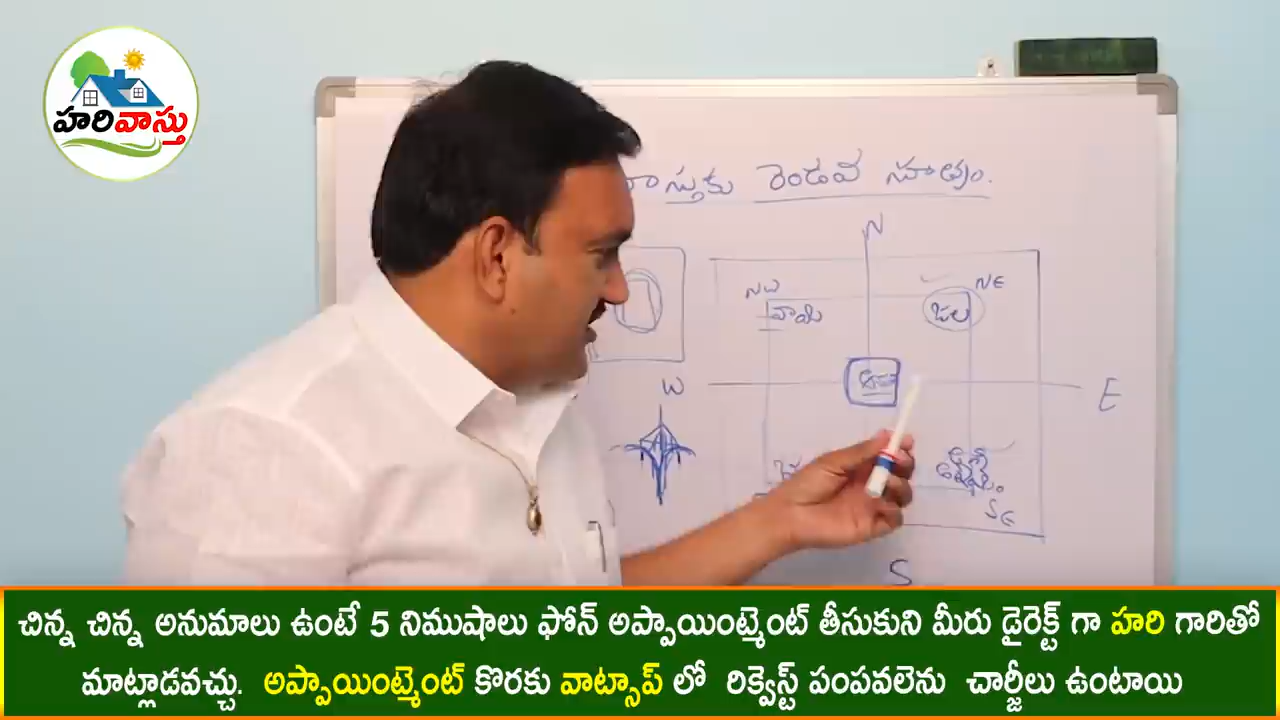 హరివాస్తు
రెండవ సూత్రం.
N
NW
NE
వాయు
జల
W
E
SE
S
చిన్న చిన్న అనుమాలు ఉంటే 5 నిముషాలు ఫోన్ అప్పాయింట్మెంట్ తీసుకుని మీరు డైరెక్ట్ గా హరి గారితో
మాట్లాడవచ్చు. అప్పాయింట్మెంట్ కొరకు వాట్సాప్ లో రిక్వెస్ట్ పంపవలెను చార్జీలు ఉంటాయి